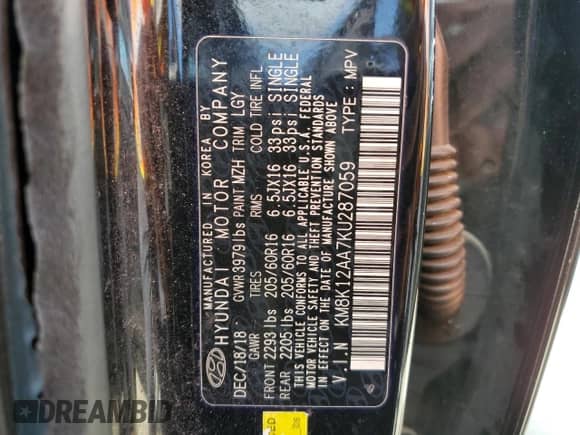 MANUFACTURED IN KOREA BY
HYUNDAI MOTOR COMPANY
DEC/18/18 GVWR3979lbs PAINT MZH TRIM LGY
GAWR TIRES RIMS COLD TIRE INFL
FRONT 2293 lbs 205/60R16 6.5JX16 33psi SINGLE
REAR 2205 lbs 205/60R16 6.5JX16 33psi SINGLE
THIS VEHICLE CONFORMS TO ALL APPLICABLE U.S.A. FEDERAL
MOTOR VEHICLE SAFETY AND THEFT PREVENTION STANDARDS
IN EFFECT ON THE DATE OF MANUFACTURE SHOWN ABOVE
V.I.N KM8K12AA7KU287059 TYPE : MPV
DREAMBID